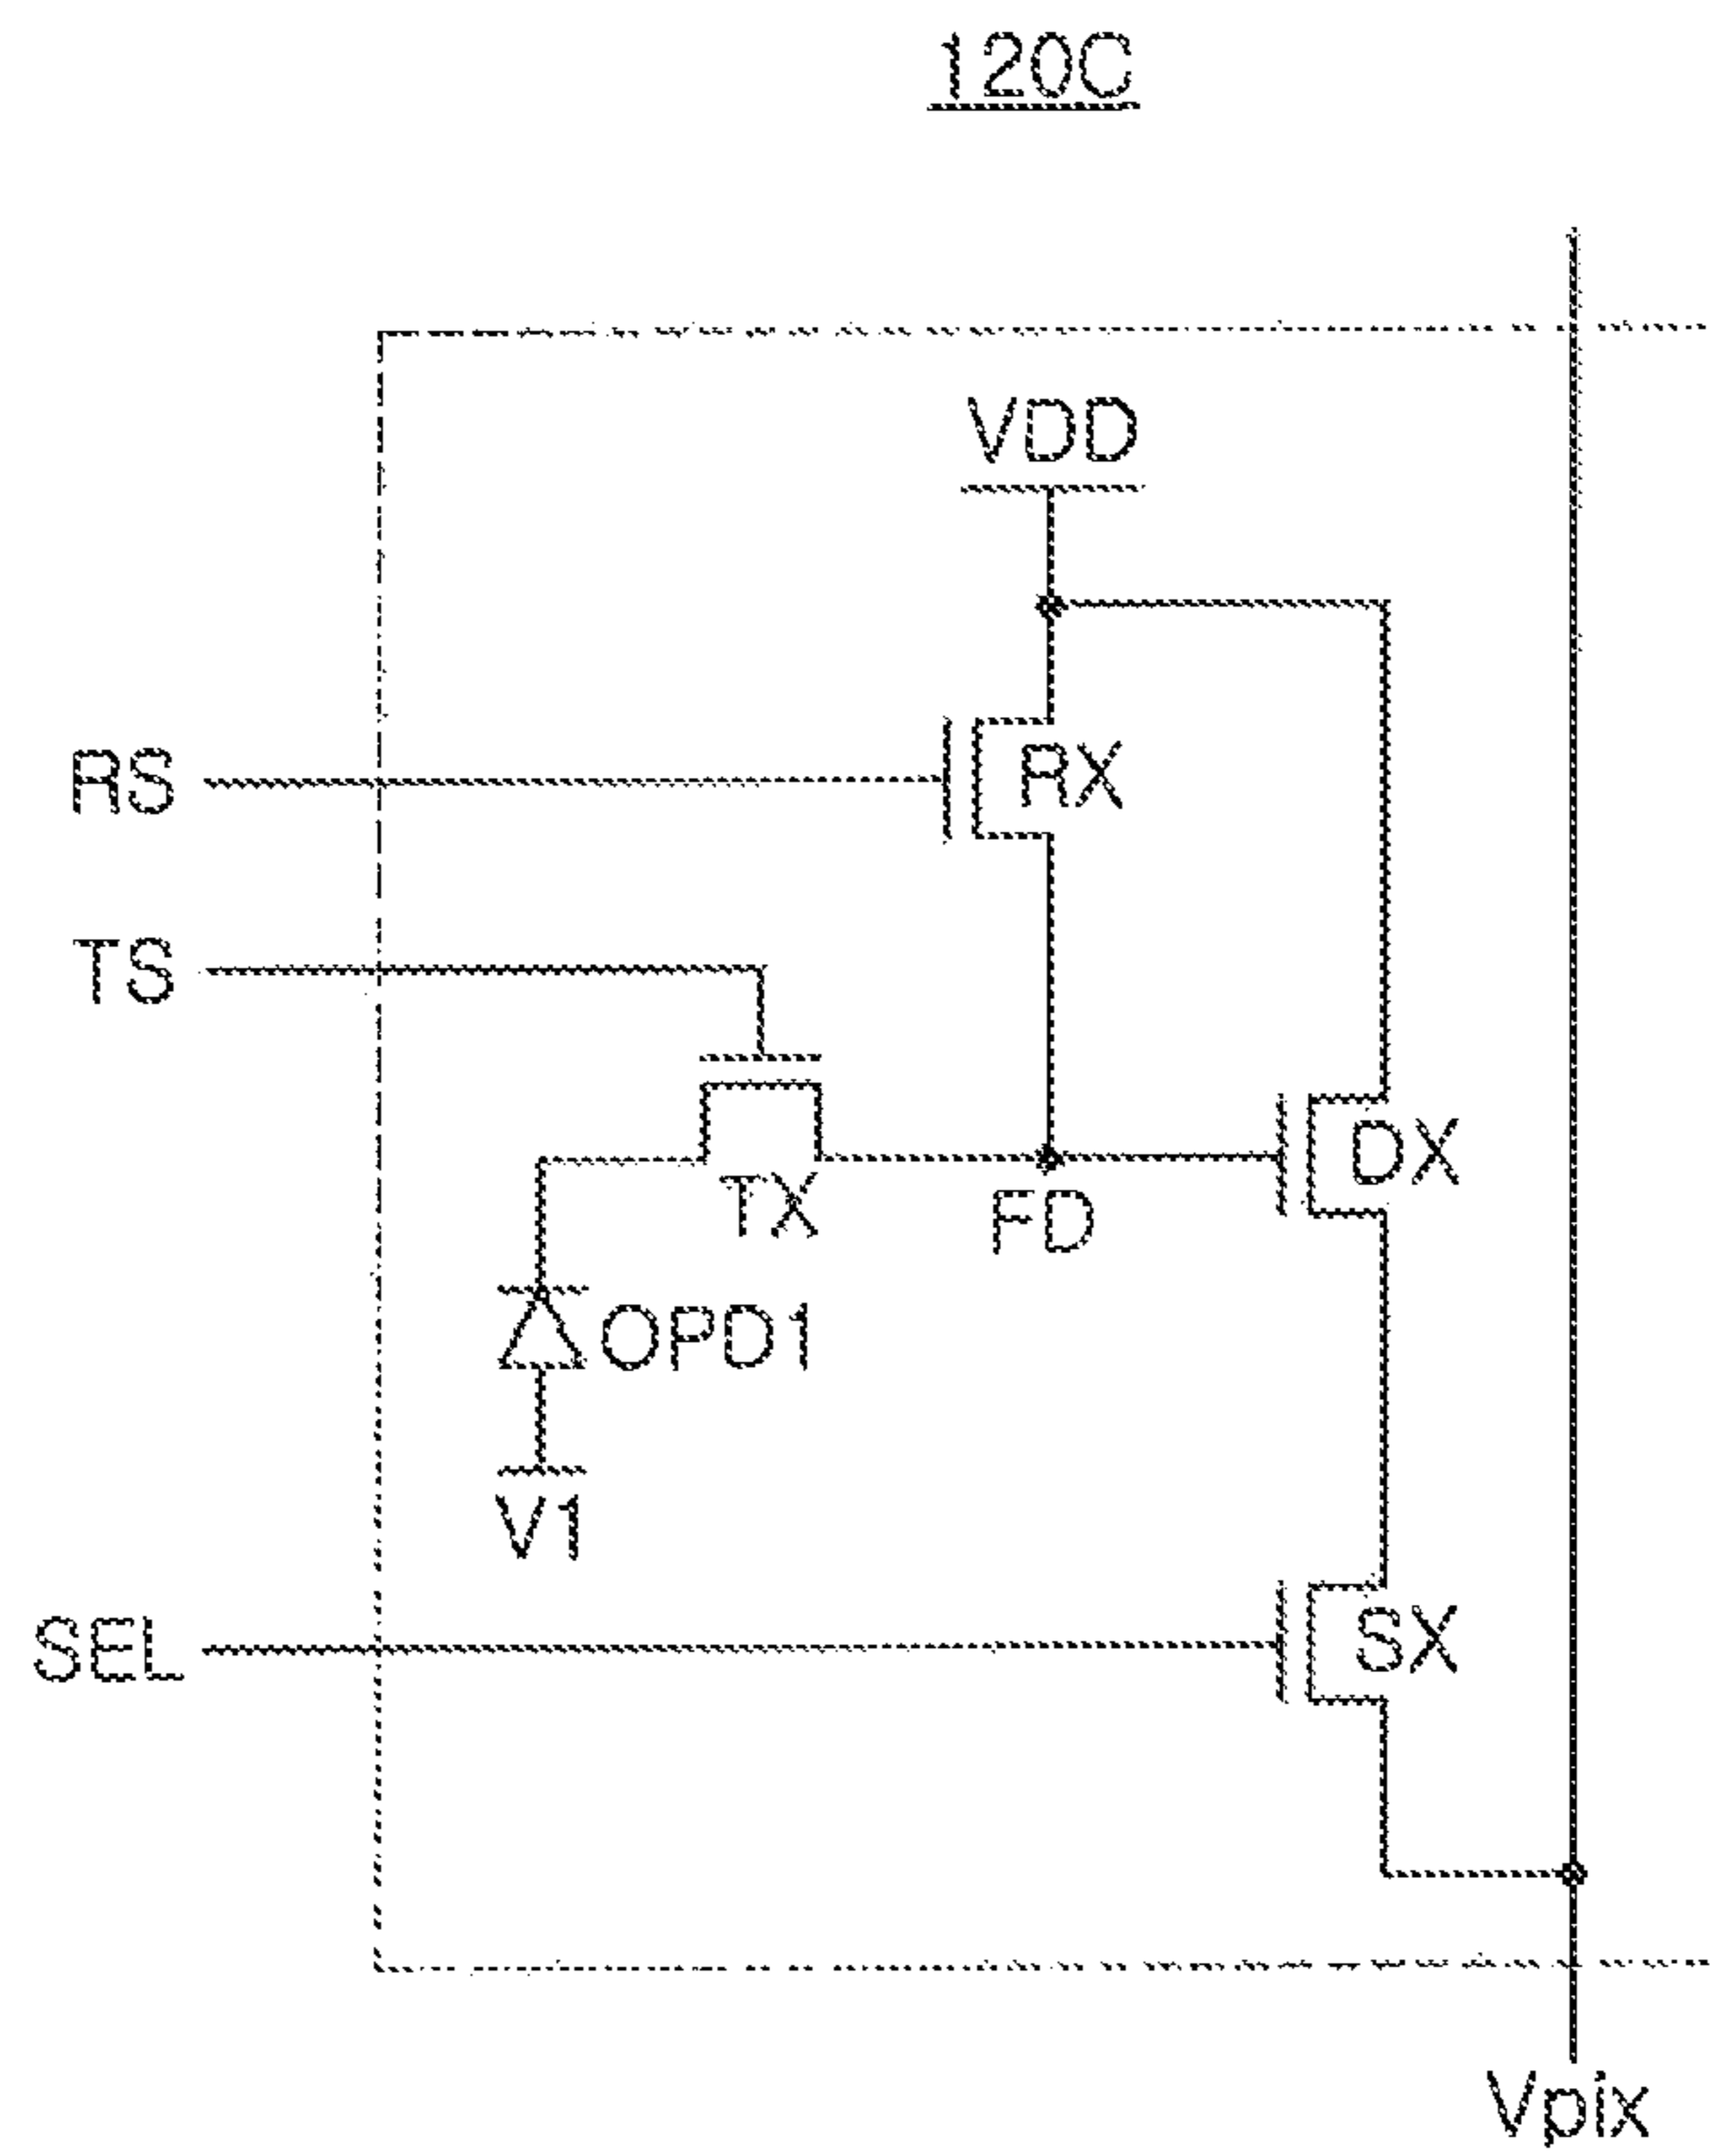 120C
VDD
RS
RX
TS
DX
TX
FD
OPD1
V1
SEL
SX
Vpix